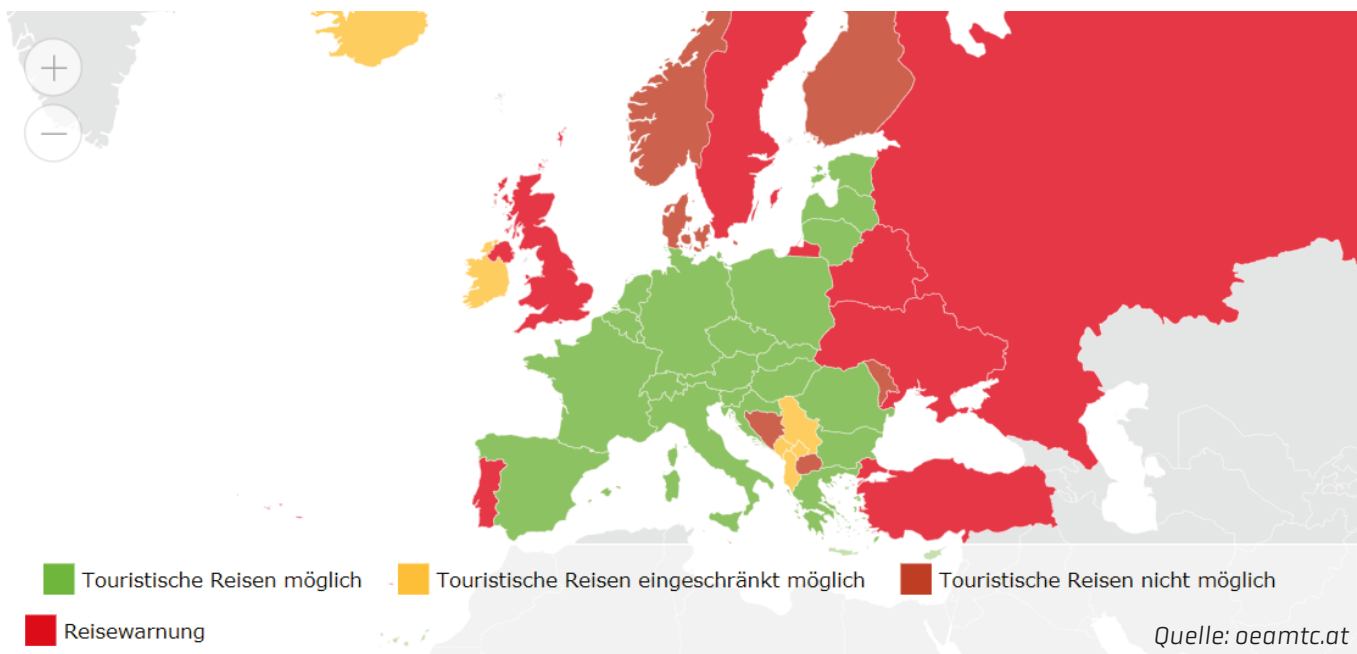 Touristische Reisen möglich
Touristische Reisen eingeschränkt möglich
Touristische Reisen nicht möglich
Reisewarnung
Quelle: oeamtc.at